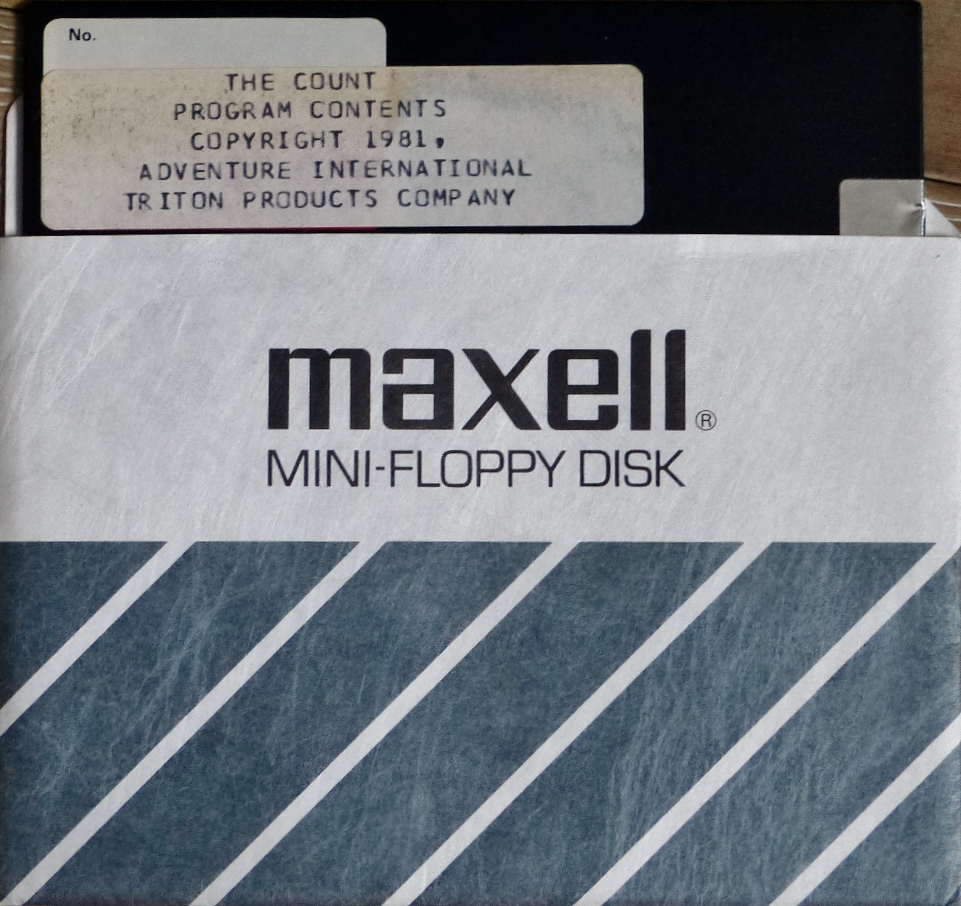 No.
THE COUNT
PROGRAM CONTENTS
COPYRIGHT 1981,
ADVENTURE INTERNATIONAL
TRITON PRODUCTS COMPANY
maxell®
MINI-FLOPPY DISK